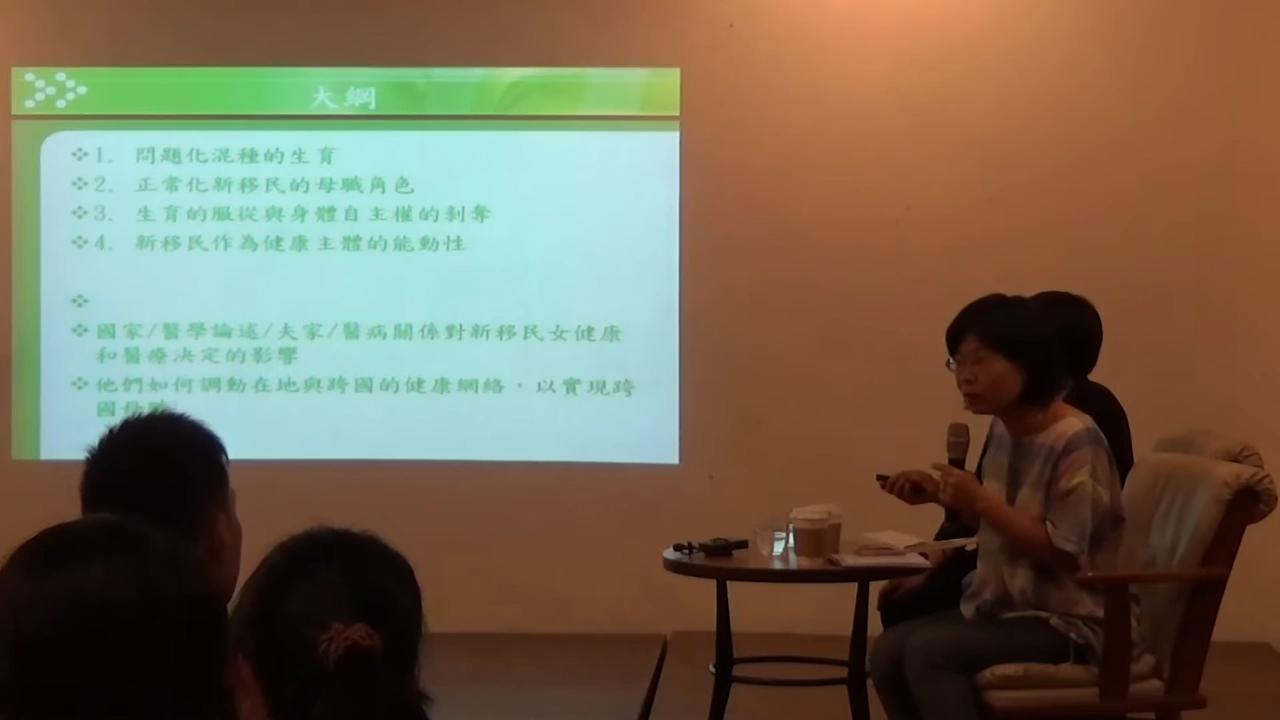 大綱
1. 問題化混種的生育
2. 正常化新移民的母職角色
3. 生育的服從與身體自主權的剝奪
4. 新移民作為健康主體的能動性
國家/醫學論述/夫家/醫病關係對新移民女健康
和醫療決定的影響
他們如何調動在地與跨國的健康網絡，以實現跨
國母職